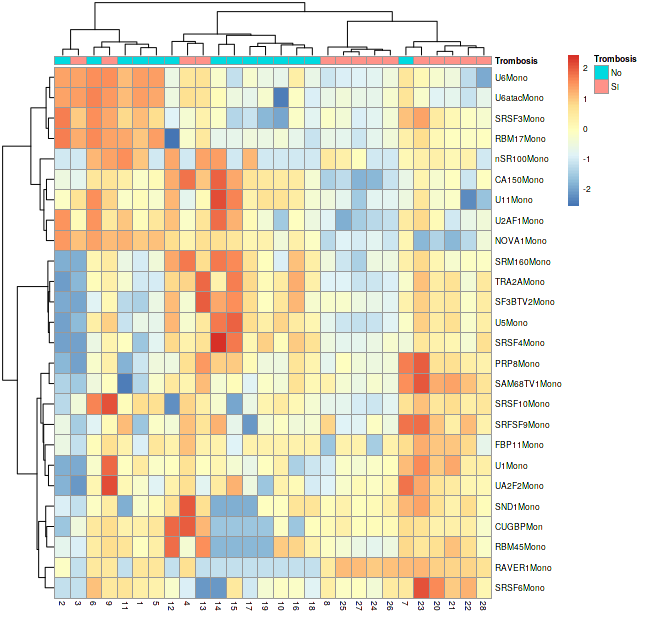 Trombosis
U6Mono
U6atacMono
SRSF3Mono
RBM17Mono
nSR100Mono
CA150Mono
U11Mono
U2AF1Mono
NOVA1Mono
SRM160Mono
TRA2AMono
SF3BTV2Mono
U5Mono
SRSF4Mono
PRP8Mono
SAM68TV1Mono
SRSF10Mono
SRFSF9Mono
FBP11Mono
U1Mono
UA2F2Mono
SND1Mono
CUGBPMon
RBM45Mono
RAVER1Mono
SRSF6Mono
2 3 6 9 11 1 5 12 4 13 14 15 17 19 10 16 18 8 25 27 24 26 7 23 20 21 22 28
2
1
0
-1
-2
Trombosis
No
SI